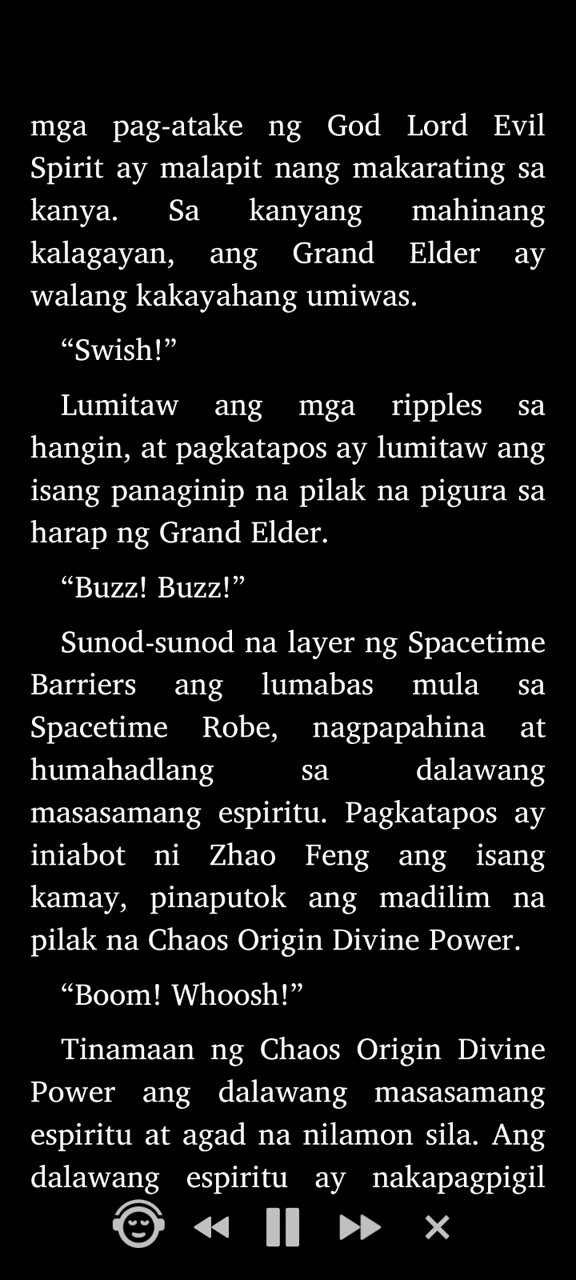 mga pag-atake ng God Lord Evil
Spirit ay malapit nang makarating sa
kanya. Sa kanyang mahinang
kalagayan, ang Grand Elder ay
walang kakayahang umiwas.
“Swish!”
Lumitaw ang mga ripples sa
hangin, at pagkatapos ay lumitaw ang
isang panaginip na pilak na pigura sa
harap ng Grand Elder.
“Buzz! Buzz!”
Sunod-sunod na layer ng Spacetime
Barriers ang lumabas mula sa
Spacetime Robe, nagpapahina at
humahadlang sa dalawang
masasamang espiritu. Pagkatapos ay
iniabot ni Zhao Feng ang isang
kamay, pinaputok ang madilim na
pilak na Chaos Origin Divine Power.
“Boom! Whoosh!”
Tinamaan ng Chaos Origin Divine
Power ang dalawang masasamang
espiritu at agad na nilamon sila. Ang
dalawang espiritu ay nakapagpigil